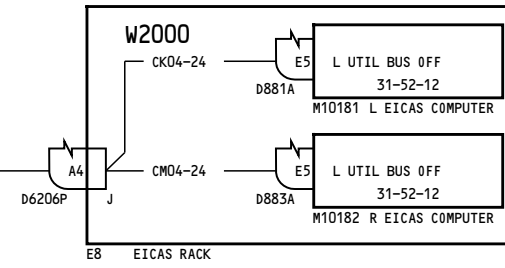 W2000
CK04-24
E5
L UTIL BUS OFF
31-52-12
D881A
M10181 L EICAS COMPUTER
A4
CM04-24
E5
L UTIL BUS OFF
31-52-12
D6206P
J
D883A
M10182 R EICAS COMPUTER
E8
EICAS RACK